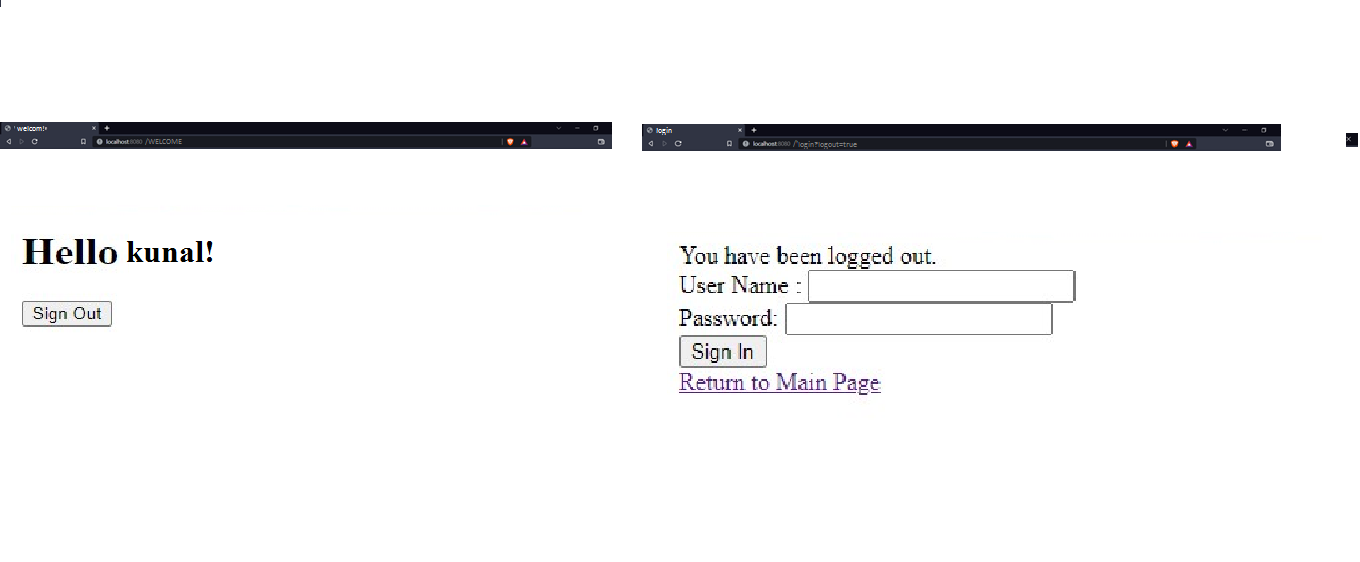 welcom!
localhost:8080 /WELCOME
Hello kunal!
Sign Out
login
localhost:8080 /login?logout=true
You have been logged out.
User Name :
Password:
Sign In
Return to Main Page